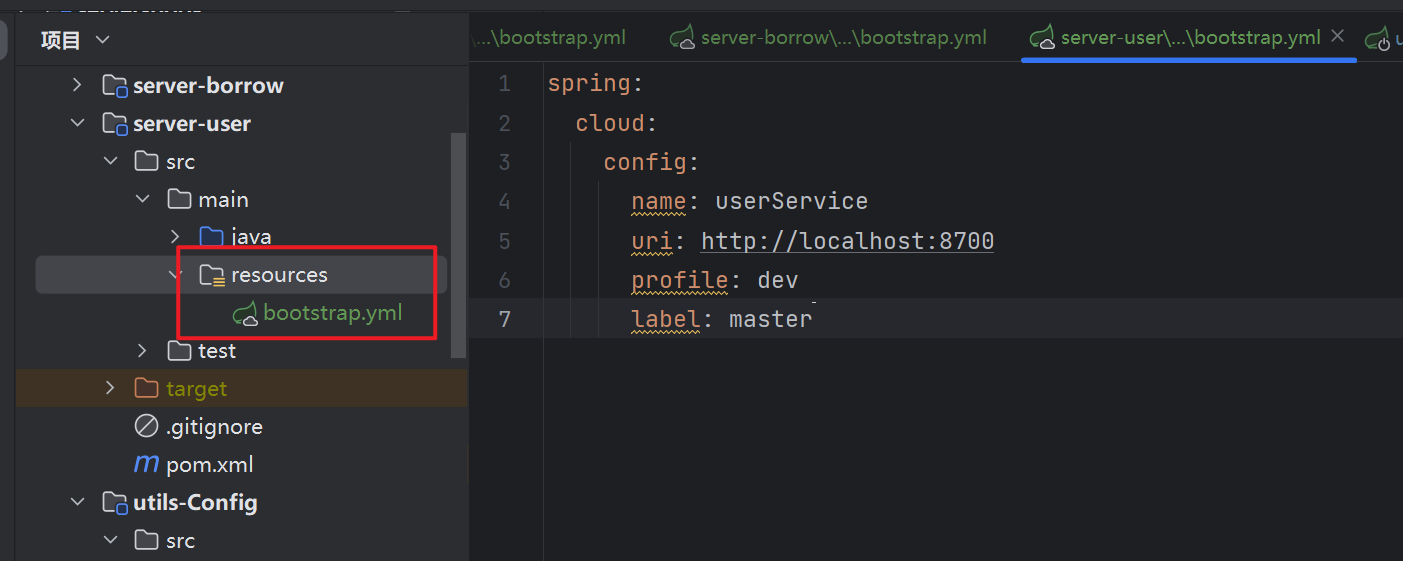 项目
server-borrow
server-user
src
main
java
resources
bootstrap.yml
test
target
.gitignore
pom.xml
utils-Config
src
...\bootstrap.yml
server-borrow\...\bootstrap.yml
server-user\...\bootstrap.yml
1 spring:
2 cloud:
3 config:
4 name: userService
5 uri: http://localhost:8700
6 profile: dev
7 label: master